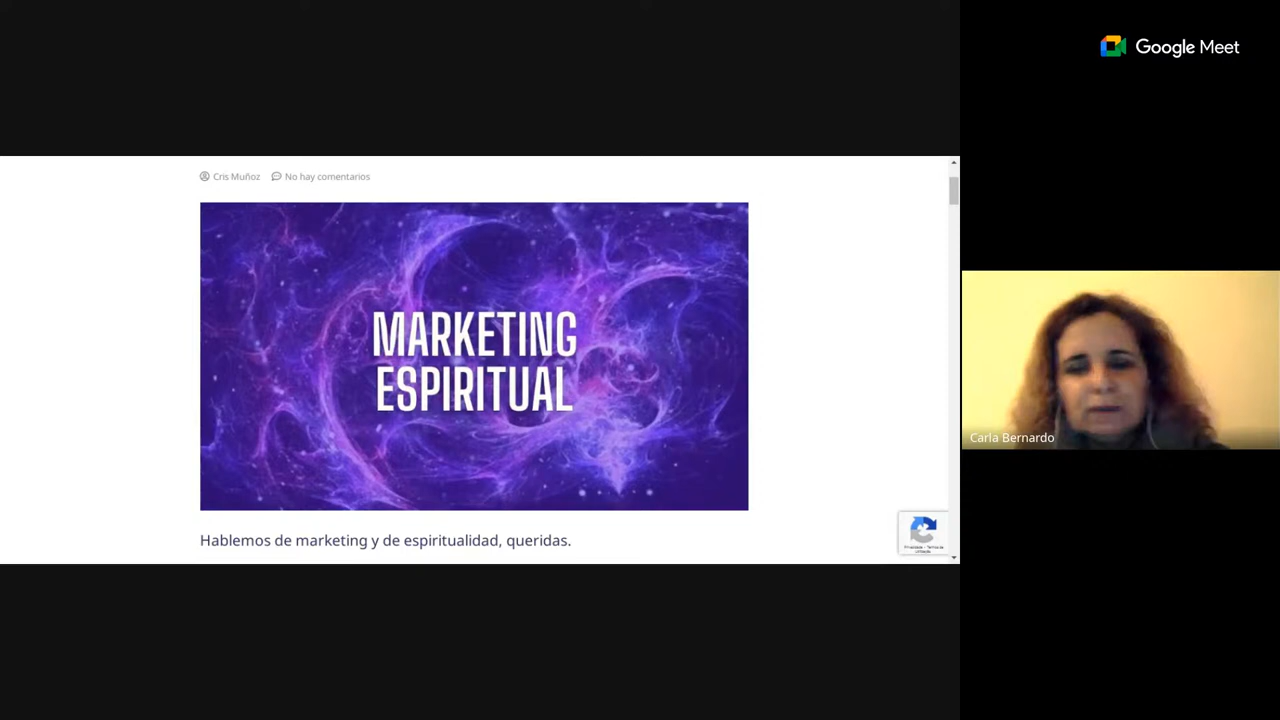 Google Meet
Cris Muñoz No hay comentarios
MARKETING
ESPIRITUAL
Hablemos de marketing y de espiritualidad, queridas.
Carla Bernardo